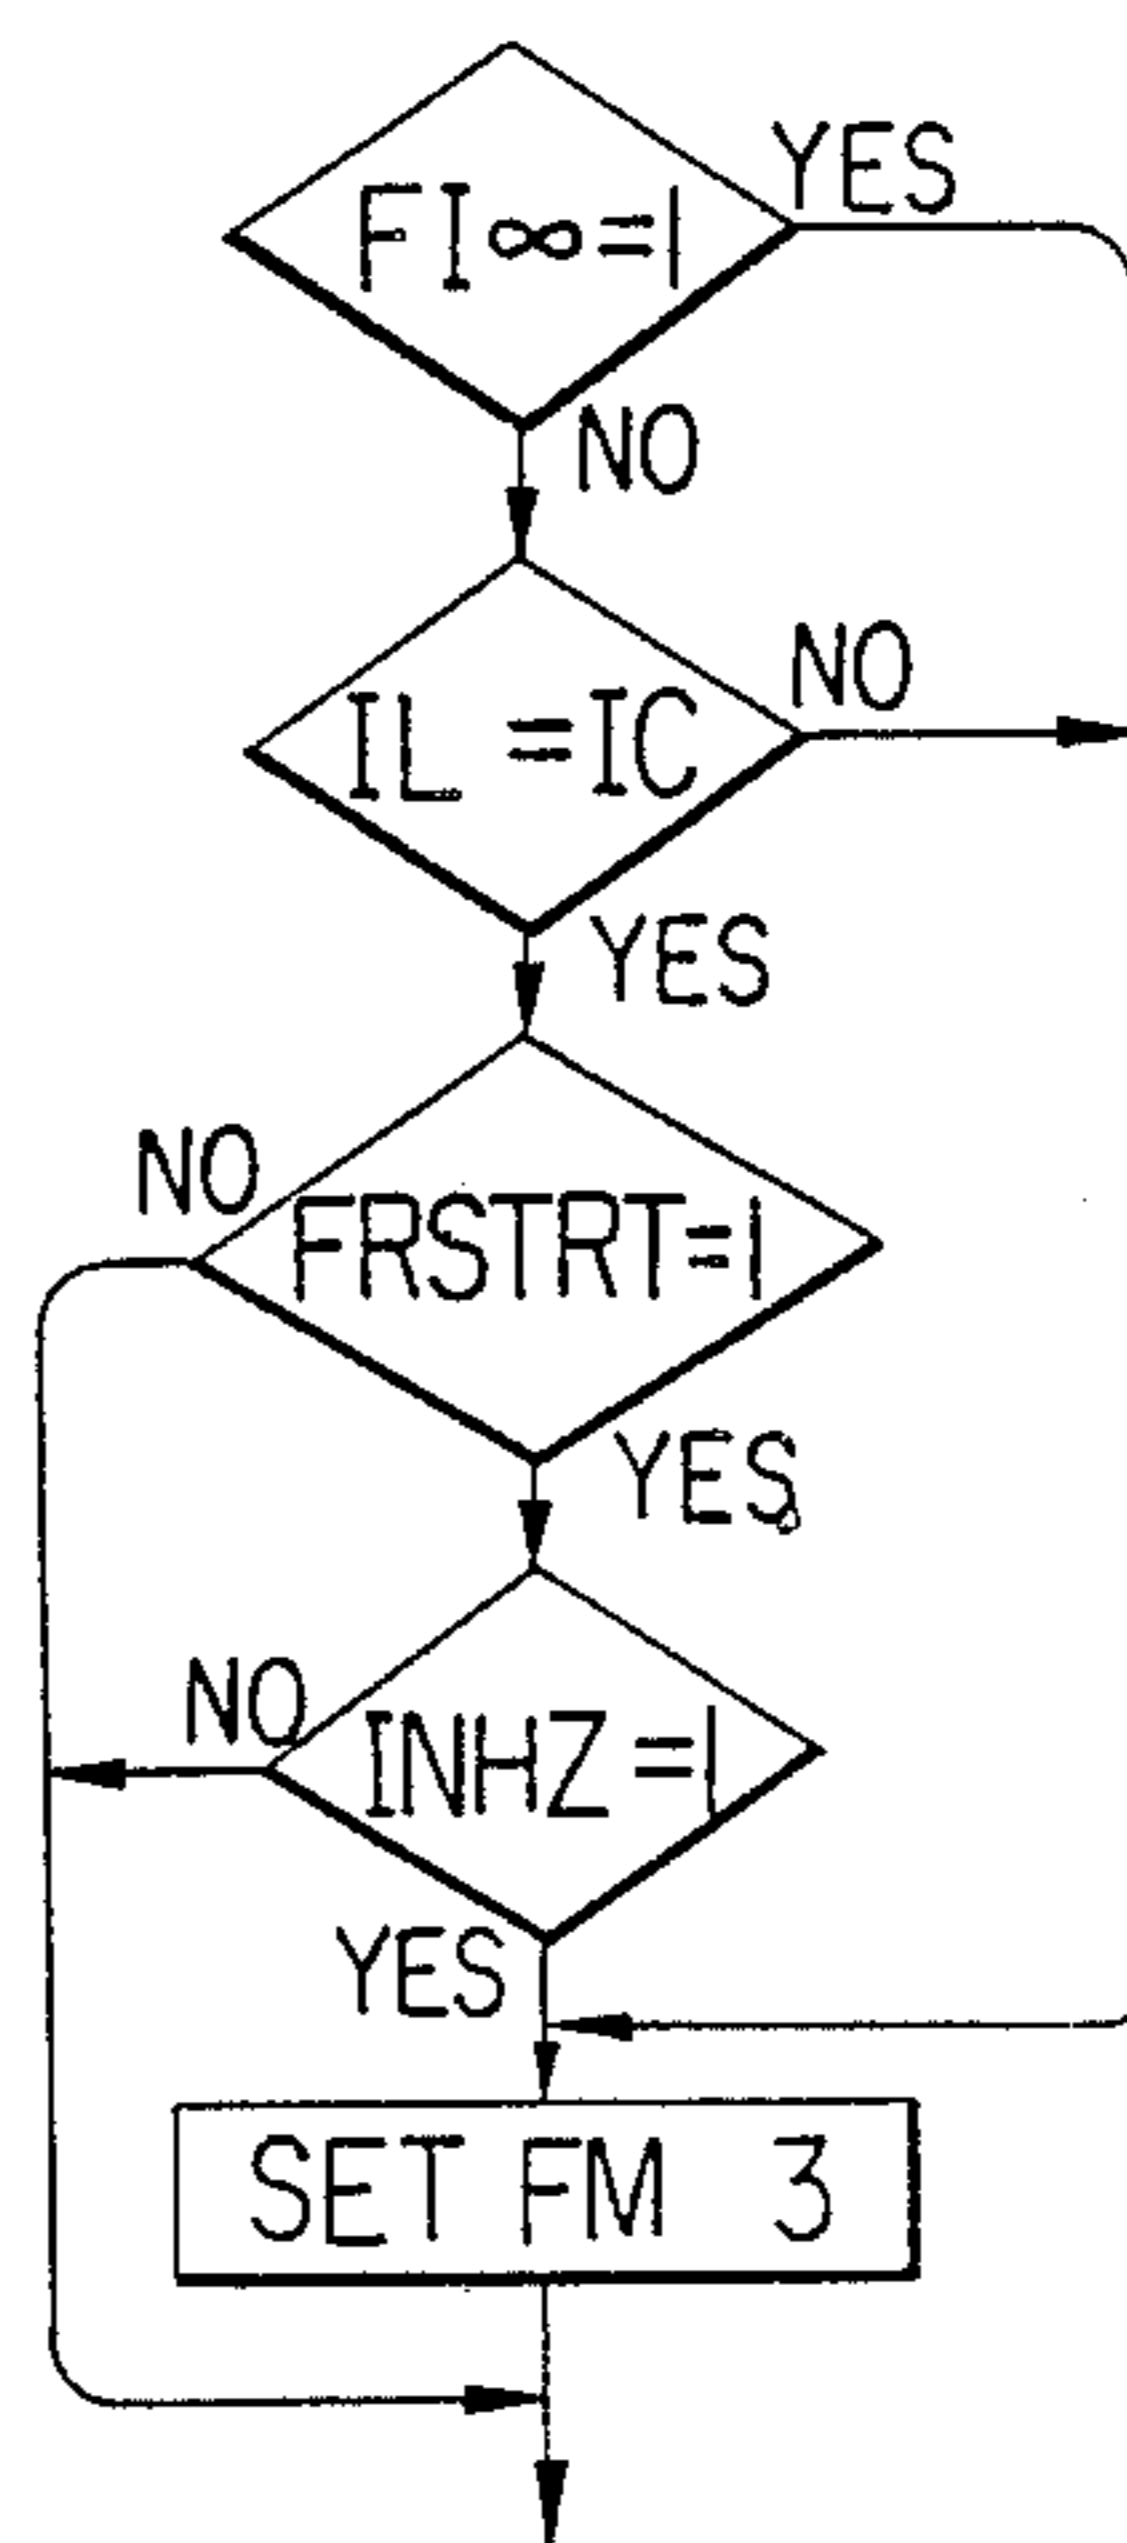 FI∞=1
YES
NO
IL =IC
NO
YES
FRSTRT=1
NO
YES
INHZ=1
NO
YES
SET FM 3